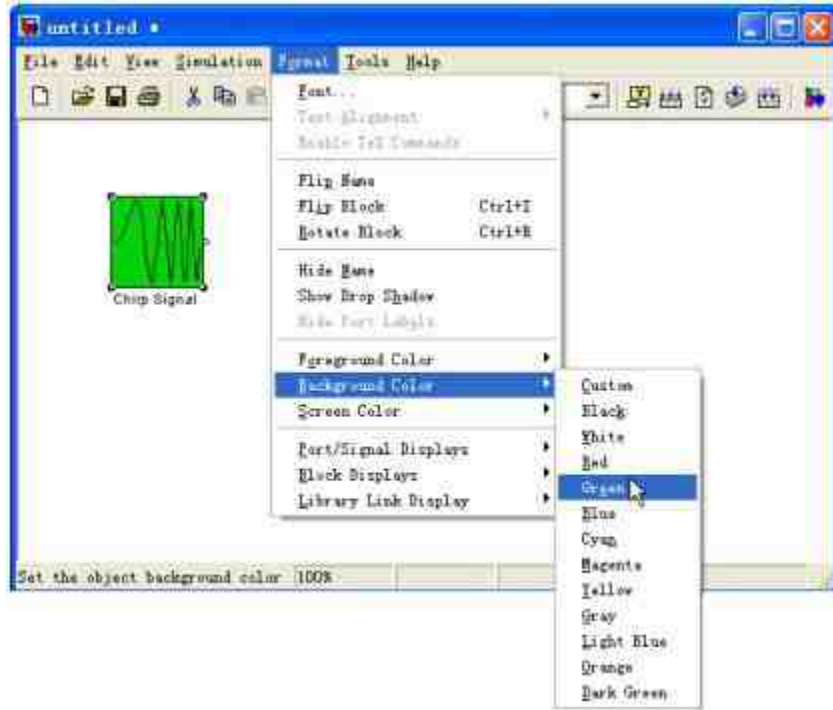 untitled *
File Edit View Simulation Format Tools Help
Font...
Text Alignment
Enable TeX Commands
Flip Name
Flip Block Ctrl+I
Rotate Block Ctrl+R
Hide Name
Show Drop Shadow
Hide Port Labels
Foreground Color
Background Color
Screen Color
Port/Signal Displays
Block Displays
Library Link Display
Custom
Black
White
Red
Green
Blue
Cyan
Magenta
Yellow
Gray
Light Blue
Orange
Dark Green
Chirp Signal
Set the object background color 100%